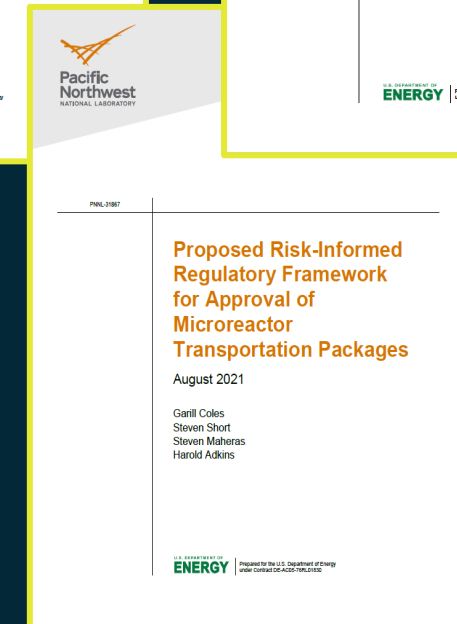 Pacific
Northwest
NATIONAL LABORATORY
U.S. DEPARTMENT OF
ENERGY
PNNL-31867
Proposed Risk-Informed
Regulatory Framework
for Approval of
Microreactor
Transportation Packages
August 2021
Garill Coles
Steven Short
Steven Maheras
Harold Adkins
U.S. DEPARTMENT OF
ENERGY
Prepared for the U.S. Department of Energy
under Contract DE-AC05-76RL01830